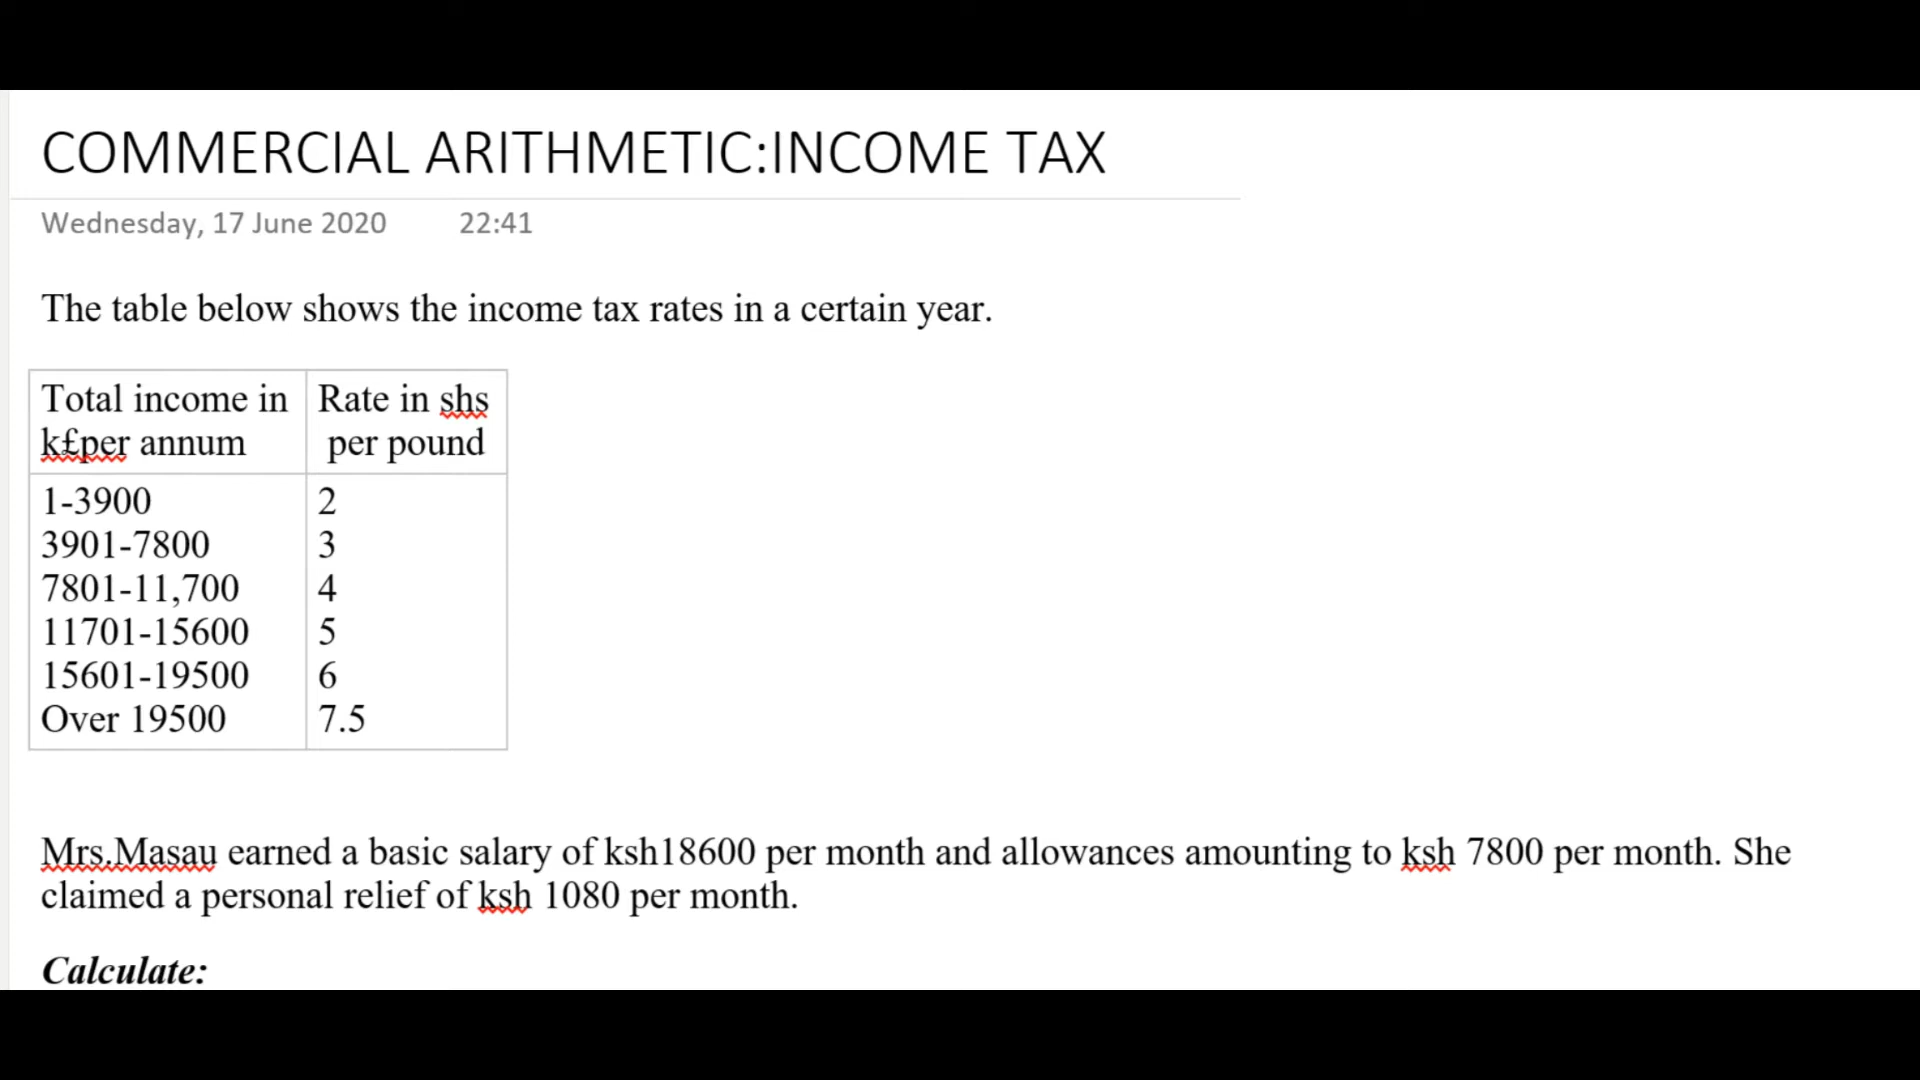 COMMERCIAL ARITHMETIC:INCOME TAX
Wednesday, 17 June 2020 22:41
The table below shows the income tax rates in a certain year.
Total income in Rate in shs
k£per annum per pound
1-3900 2
3901-7800 3
7801-11,700 4
11701-15600 5
15601-19500 6
Over 19500 7.5
Mrs.Masau earned a basic salary of ksh18600 per month and allowances amounting to ksh 7800 per month. She
claimed a personal relief of ksh 1080 per month.
Calculate: